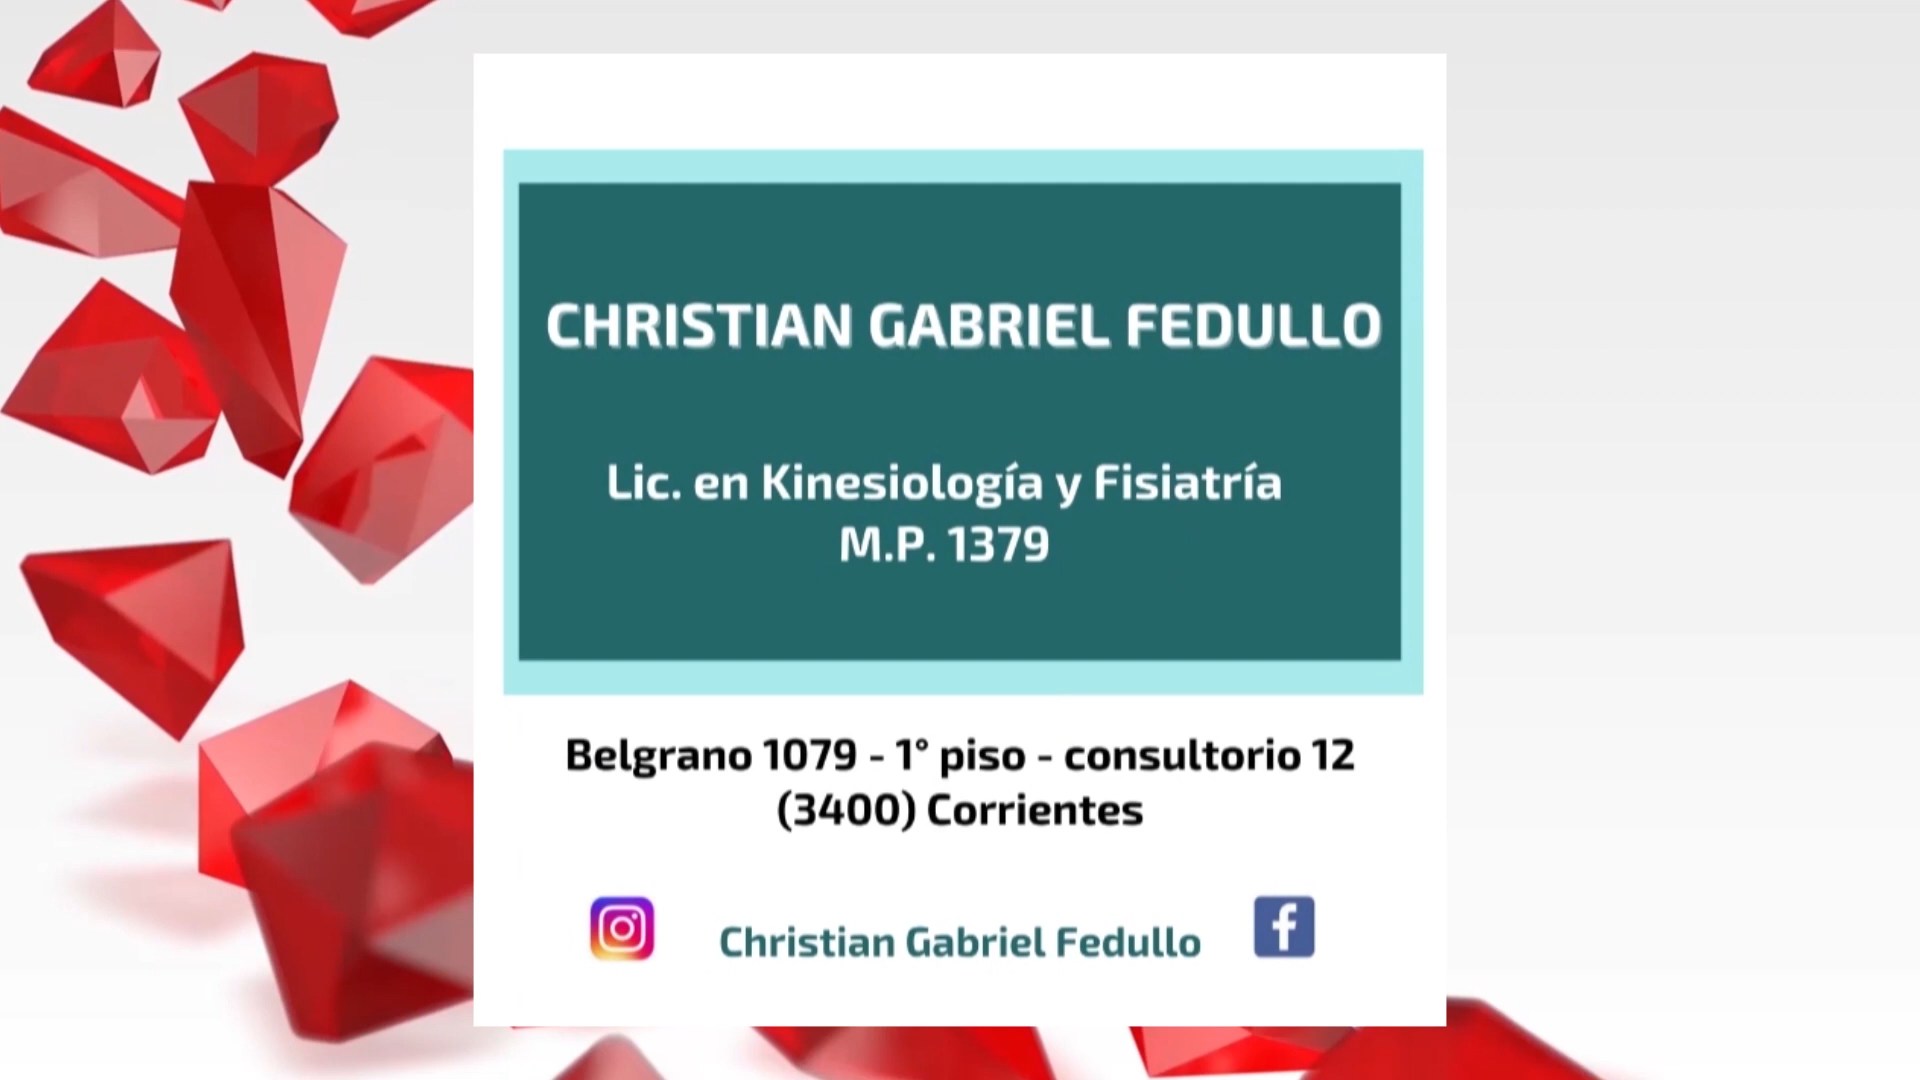 CHRISTIAN GABRIEL FEDULLO
Lic. en Kinesiología y Fisiatría
M.P. 1379
Belgrano 1079 - 1° piso - consultorio 12
(3400) Corrientes
Christian Gabriel Fedullo